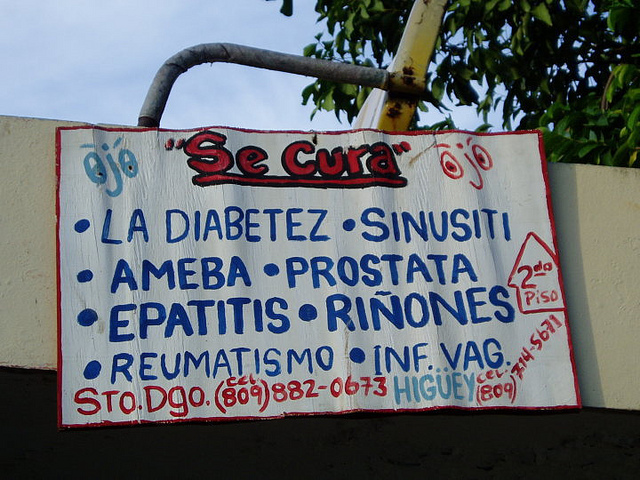 ojo "Se Cura" ojo
• LA DIABETEZ • SINUSITI
• AMEBA • PROSTATA
2do Piso
• EPATITIS • RIÑONES
• REUMATISMO • INF. VAG.
STO. DgO. CEL. (809) 882-0673 HIGÜEY CEL. (809) 714-5671